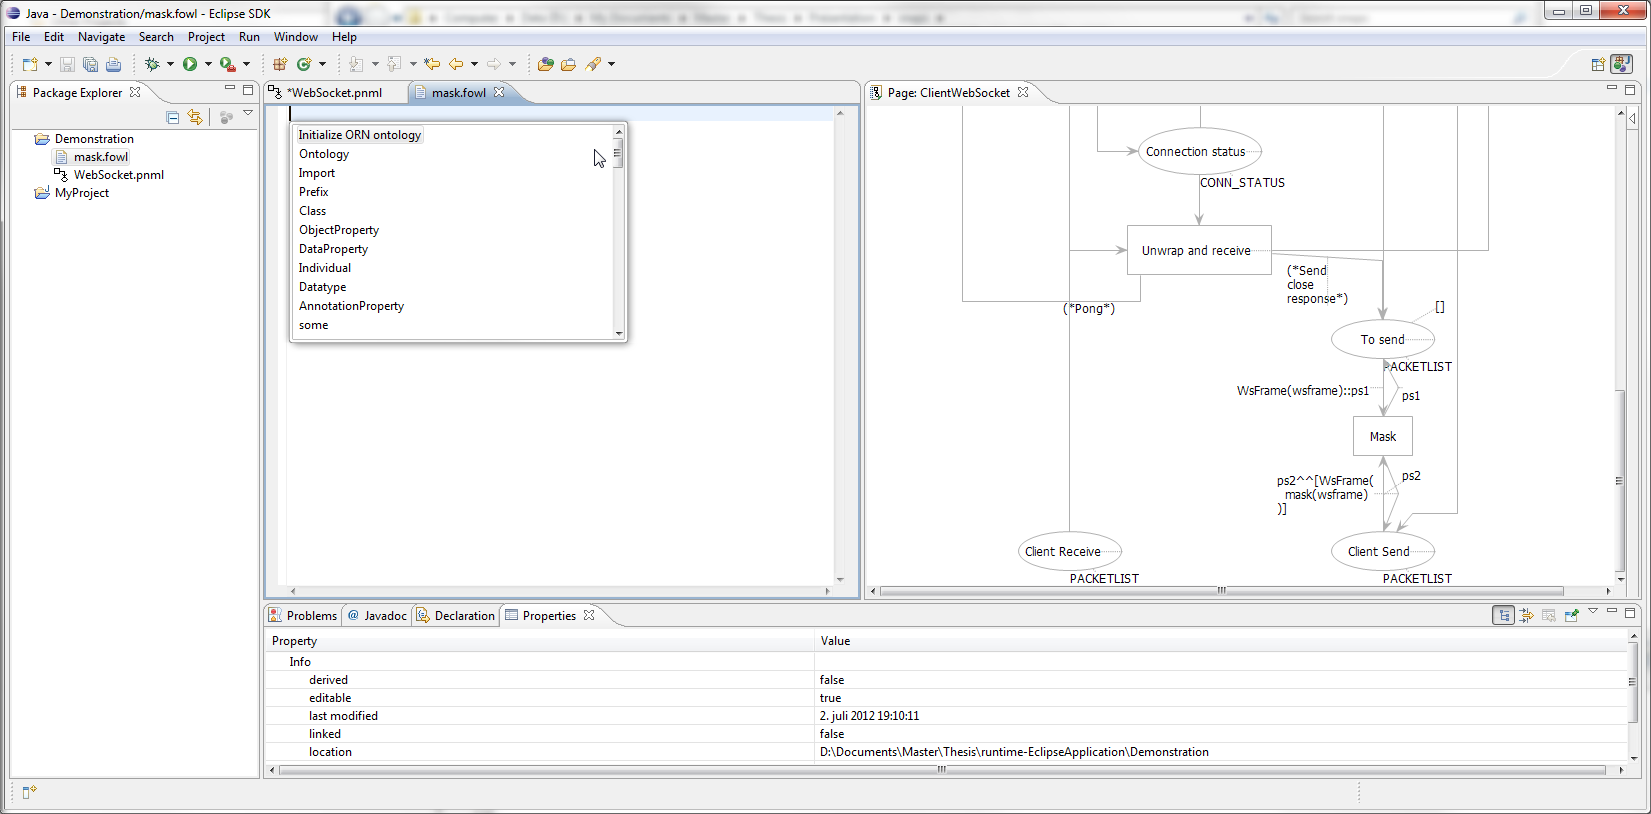 Java - Demonstration/mask.fowl - Eclipse SDK
File Edit Navigate Search Project Run Window Help
Package Explorer
Demonstration
mask.fowl
WebSocket.pnml
MyProject
*WebSocket.pnml
mask.fowl
Initialize ORN ontology
Ontology
Import
Prefix
Class
ObjectProperty
DataProperty
Individual
Datatype
AnnotationProperty
some
Page: ClientWebSocket
Connection status
CONN_STATUS
Unwrap and receive
(*Send
close
response*)
(*Pong*)
[]
To send
PACKETLIST
WsFrame(wsframe)::ps1
ps1
Mask
ps2^^[WsFrame(
mask(wsframe)
)]
ps2
Client Receive
PACKETLIST
Client Send
PACKETLIST
Problems @ Javadoc Declaration Properties
Property Value
Info
derived false
editable true
last modified 2. juli 2012 19:10:11
linked false
location D:\Documents\Master\Thesis\runtime-EclipseApplication\Demonstration